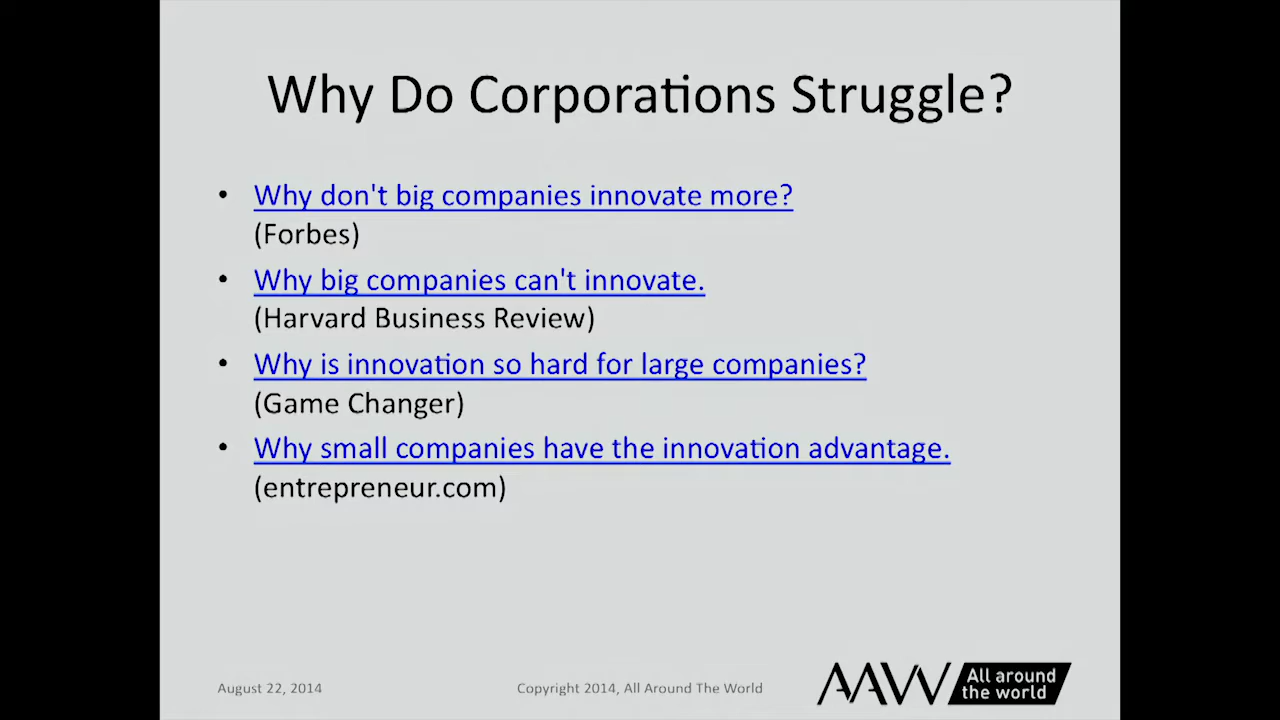 Why Do Corporations Struggle?
• Why don't big companies innovate more?
(Forbes)
• Why big companies can't innovate.
(Harvard Business Review)
• Why is innovation so hard for large companies?
(Game Changer)
• Why small companies have the innovation advantage.
(entrepreneur.com)
August 22, 2014
Copyright 2014, All Around The World
AAW
All around
the world